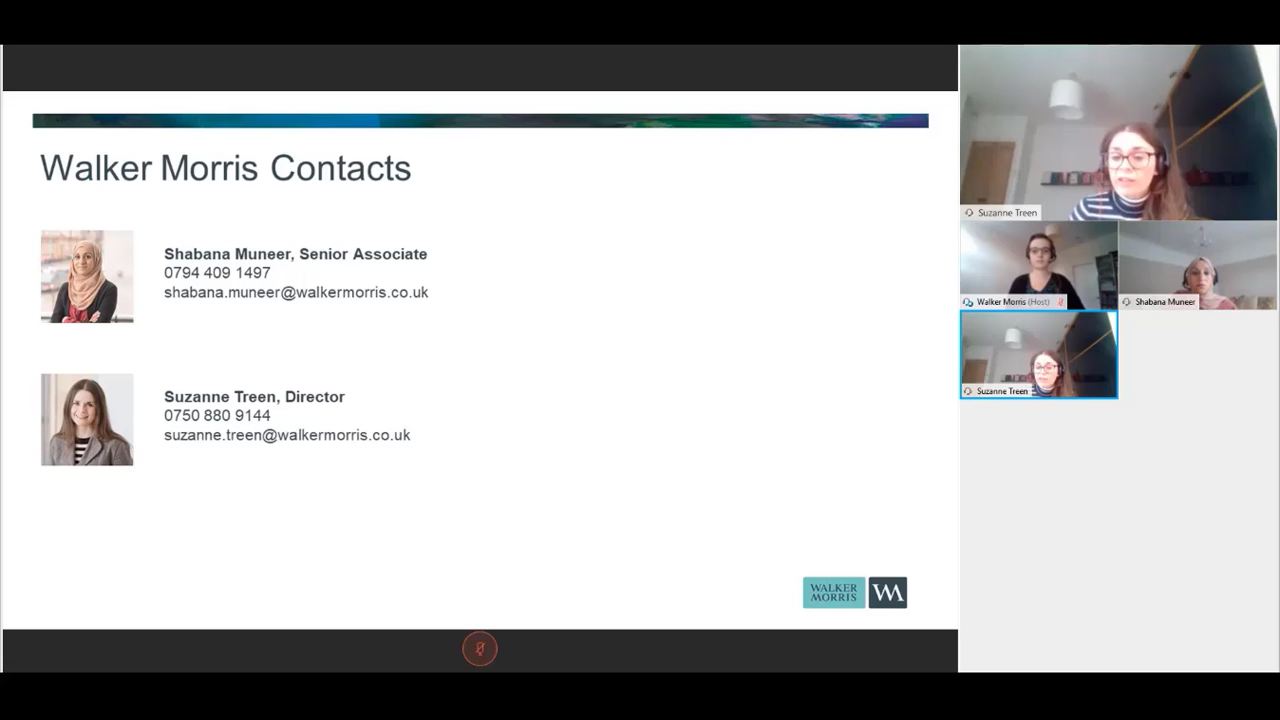 Walker Morris Contacts
Shabana Muneer, Senior Associate
0794 409 1497
shabana.muneer@walkermorris.co.uk
Suzanne Treen, Director
0750 880 9144
suzanne.treen@walkermorris.co.uk
WALKER
MORRIS
WM
Suzanne Treen
Walker Morris (Host)
Shabana Muneer
Suzanne Treen